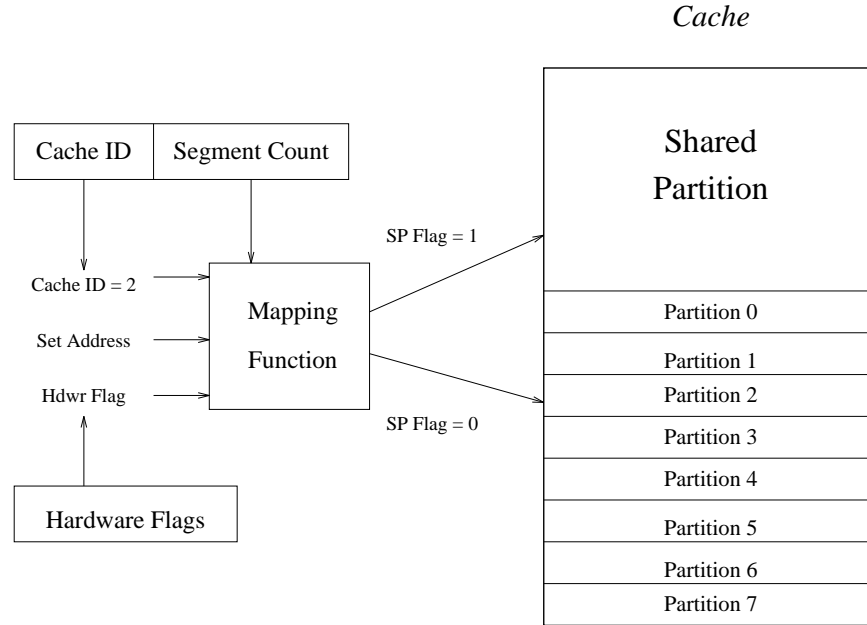 Cache
Cache ID
Segment Count
Shared
Partition
SP Flag = 1
Cache ID = 2
Mapping
Function
Set Address
Hdwr Flag
SP Flag = 0
Hardware Flags
Partition 0
Partition 1
Partition 2
Partition 3
Partition 4
Partition 5
Partition 6
Partition 7